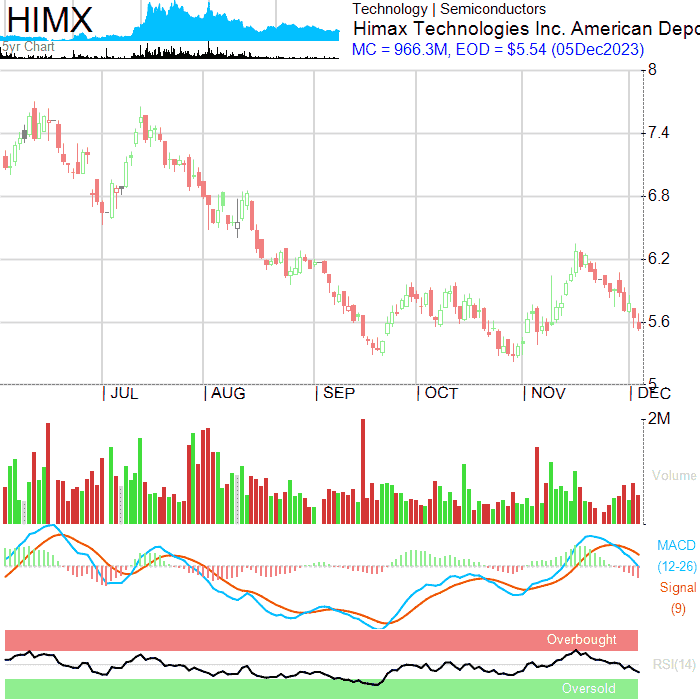 HIMX
5yr Chart
Technology | Semiconductors
Himax Technologies Inc. American Depo
MC = 966.3M, EOD = $5.54 (05Dec2023)
8
7.4
6.8
6.2
5.6
5
| JUL | AUG | SEP | OCT | NOV | DEC
2M
Volume
MACD
(12-26)
Signal
(9)
Overbought
RSI(14)
Oversold